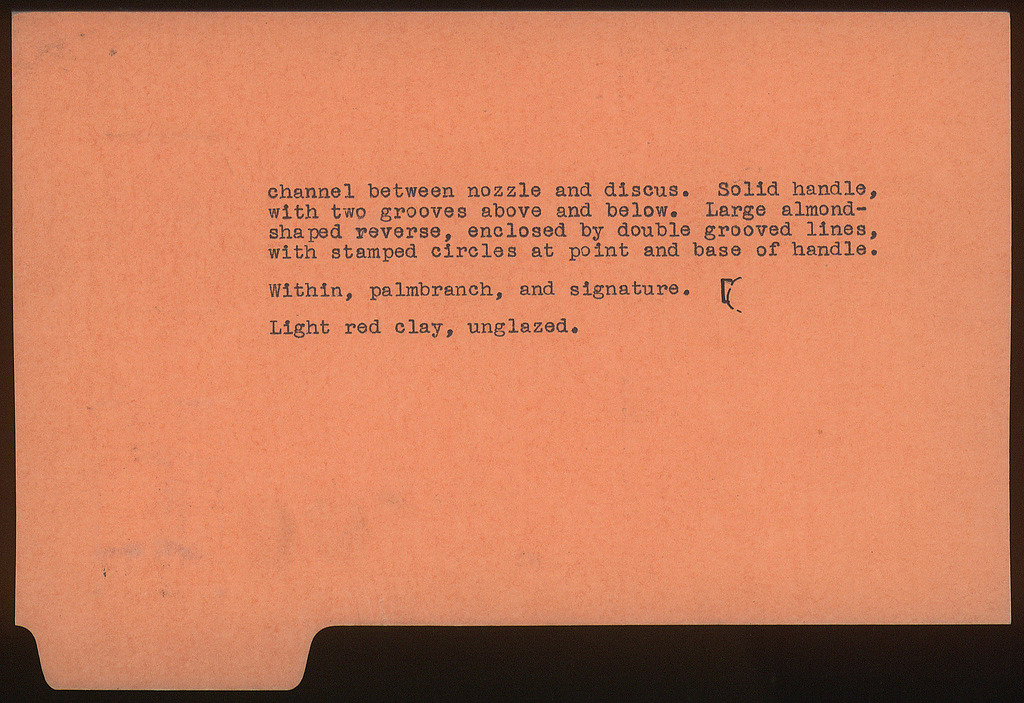 channel between nozzle and discus. Solid handle,
with two grooves above and below. Large almond-
shaped reverse, enclosed by double grooved lines,
with stamped circles at point and base of handle.
Within, palmbranch, and signature.
Light red clay, unglazed.